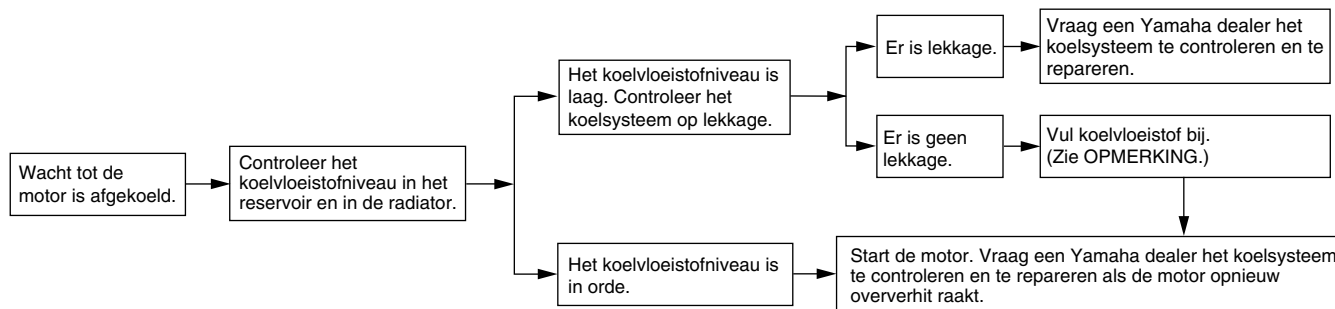 Wacht tot de
motor is afgekoeld.
Controleer het
koelvloeistofniveau in het
reservoir en in de radiator.
Het koelvloeistofniveau is
laag. Controleer het
koelsysteem op lekkage.
Er is lekkage.
Vraag een Yamaha dealer het
koelsysteem te controleren en te
repareren.
Er is geen
lekkage.
Vul koelvloeistof bij.
(Zie OPMERKING.)
Het koelvloeistofniveau is
in orde.
Start de motor. Vraag een Yamaha dealer het koelsysteem
te controleren en te repareren als de motor opnieuw
oververhit raakt.